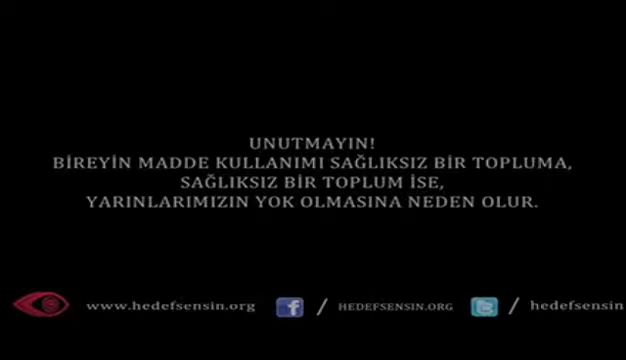 UNUTMAYIN!
BİREYİN MADDE KULLANIMI SAĞLIKSIZ BİR TOPLUMA,
SAĞLIKSIZ BİR TOPLUM İSE,
YARINLARIMIZIN YOK OLMASINA NEDEN OLUR.
www.hedefsensin.org f / HEDEFSENSIN.ORG t / hedefsensin